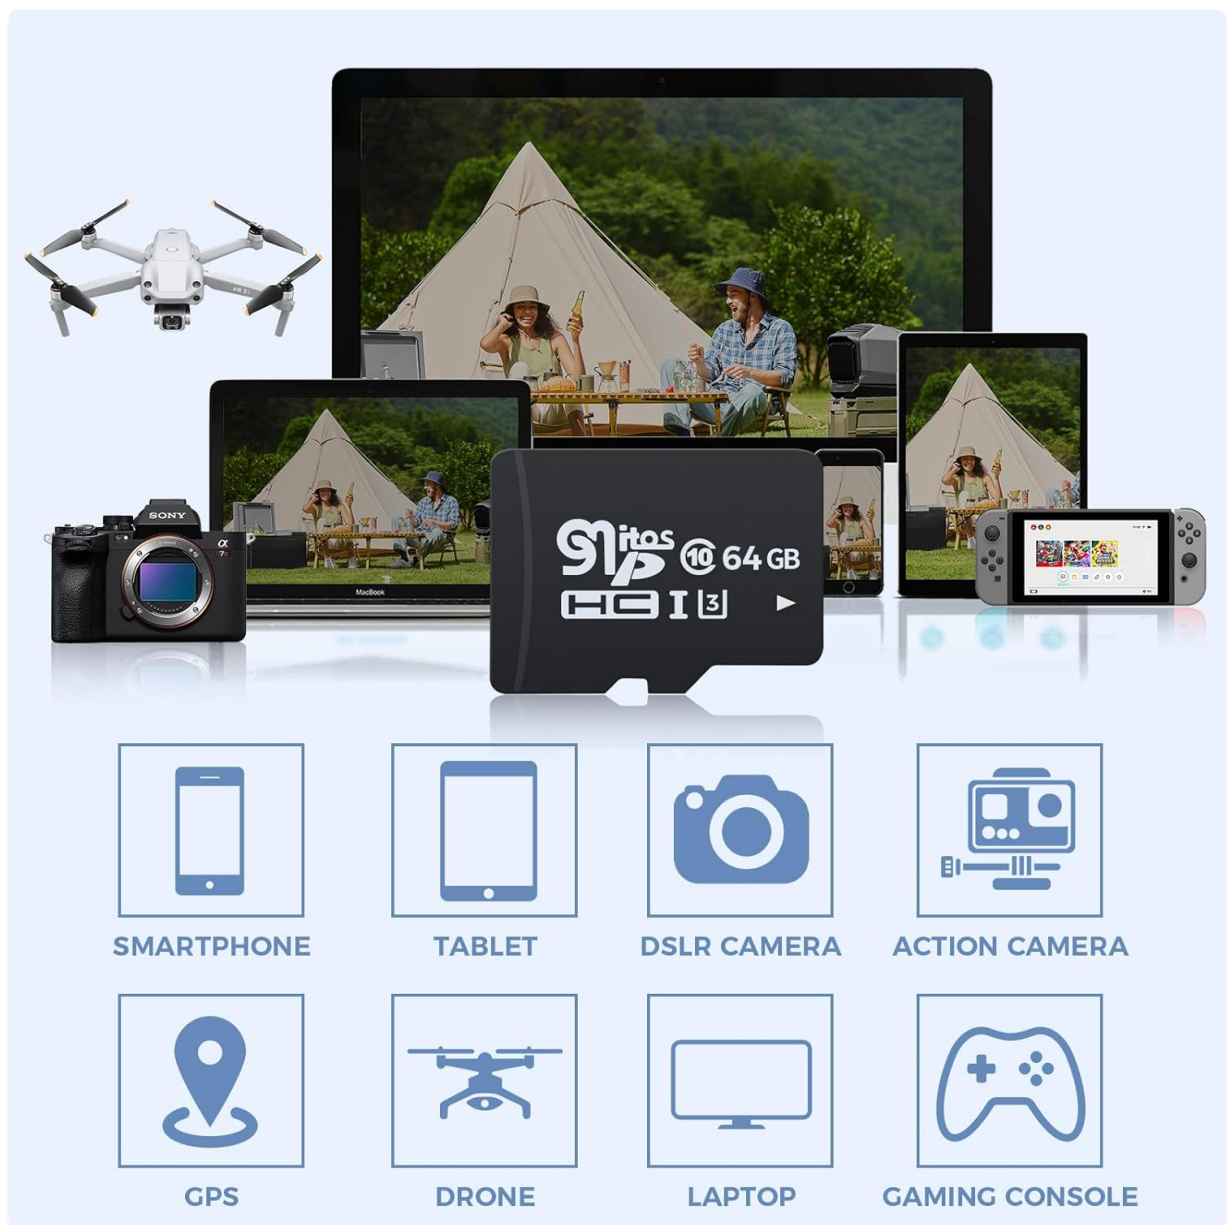 SONY
α
7R
MacBook
Mitos
10 64 GB
HC I 3
SMARTPHONE
TABLET
DSLR CAMERA
ACTION CAMERA
GPS
DRONE
LAPTOP
GAMING CONSOLE